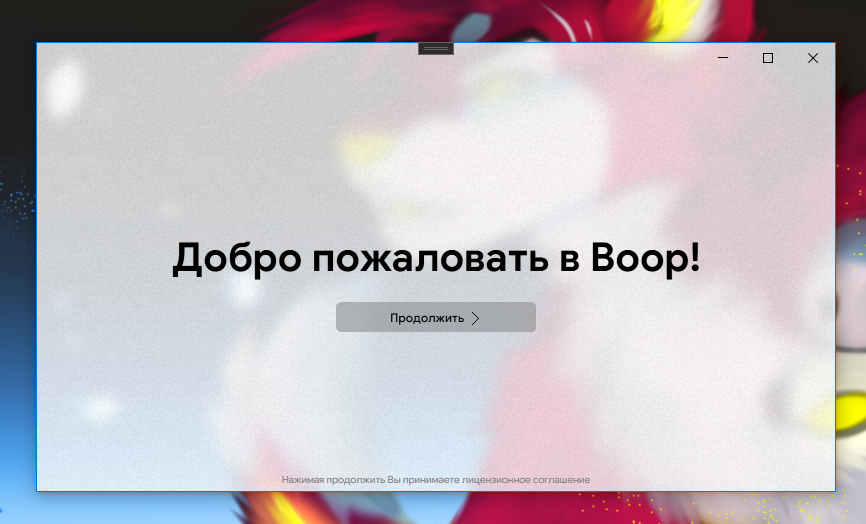 Добро пожаловать в Boop!
Продолжить
Нажимая продолжить Вы принимаете лицензионное соглашение